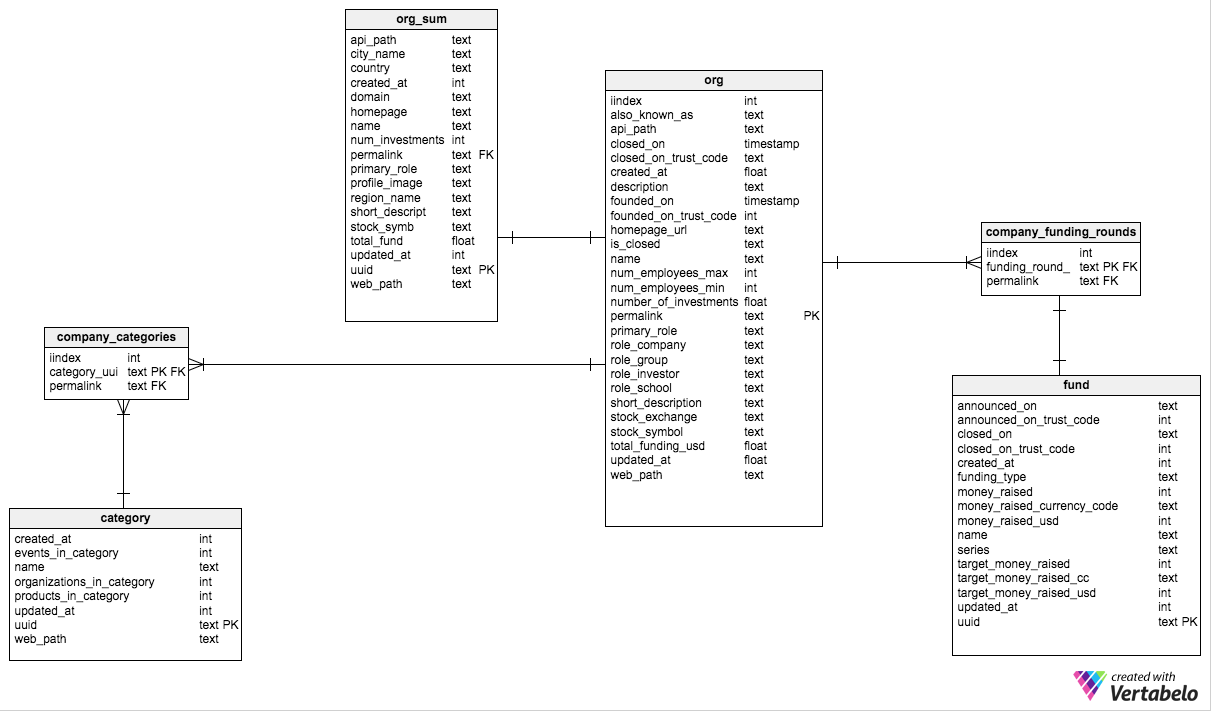 org_sum
api_path text
city_name text
country text
created_at int
domain text
homepage text
name text
num_investments int
permalink text FK
primary_role text
profile_image text
region_name text
short_descript text
stock_symb text
total_fund float
updated_at int
uuid text PK
web_path text
org
iindex int
also_known_as text
api_path text
closed_on timestamp
closed_on_trust_code text
created_at float
description text
founded_on timestamp
founded_on_trust_code int
homepage_url text
is_closed text
name text
num_employees_max int
num_employees_min int
number_of_investments float
permalink text PK
primary_role text
role_company text
role_group text
role_investor text
role_school text
short_description text
stock_exchange text
stock_symbol text
total_funding_usd float
updated_at float
web_path text
company_funding_rounds
iindex int
funding_round_ text PK FK
permalink text FK
company_categories
iindex int
category_uui text PK FK
permalink text FK
fund
announced_on text
announced_on_trust_code int
closed_on text
closed_on_trust_code int
created_at int
funding_type text
money_raised int
money_raised_currency_code text
money_raised_usd int
name text
series text
target_money_raised int
target_money_raised_cc text
target_money_raised_usd int
updated_at int
uuid text PK
category
created_at int
events_in_category int
name text
organizations_in_category int
products_in_category int
updated_at int
uuid text PK
web_path text
created with
Vertabelo